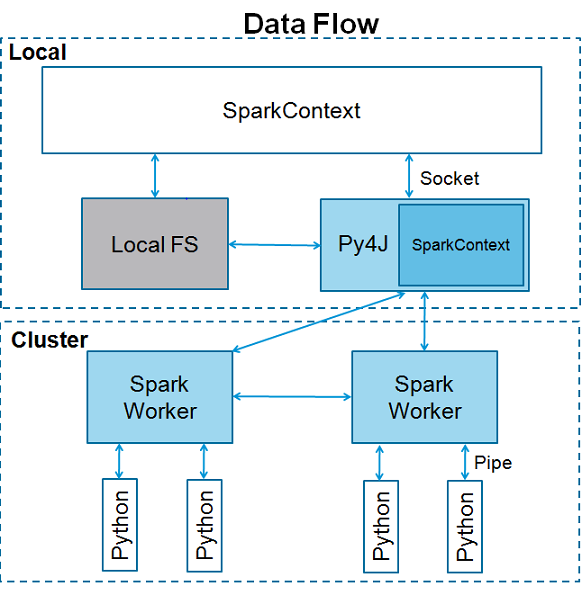 Data Flow
Local
SparkContext
Socket
Local FS
Py4J
SparkContext
Cluster
Spark
Worker
Spark
Worker
Pipe
Python
Python
Python
Python